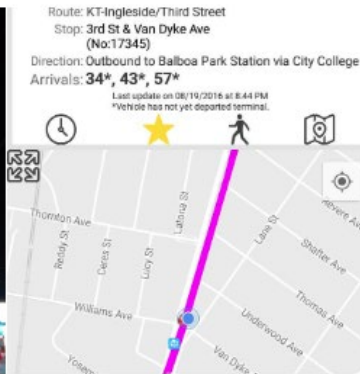 Route: KT-Ingleside/Third Street
Stop: 3rd St & Van Dyke Ave
(No:17345)
Direction: Outbound to Balboa Park Station via City College
Arrivals: 34*, 43*, 57*
Last update on 08/19/2016 at 8:44 PM
*Vehicle has not yet departed terminal.
Thornton Ave
Reddy St
Ceres St
Lucy St
Latona St
Lane St
Revere Ave
Shafter Ave
Thomas Ave
Williams Ave
Underwood Ave
Van Dyke
Yosem